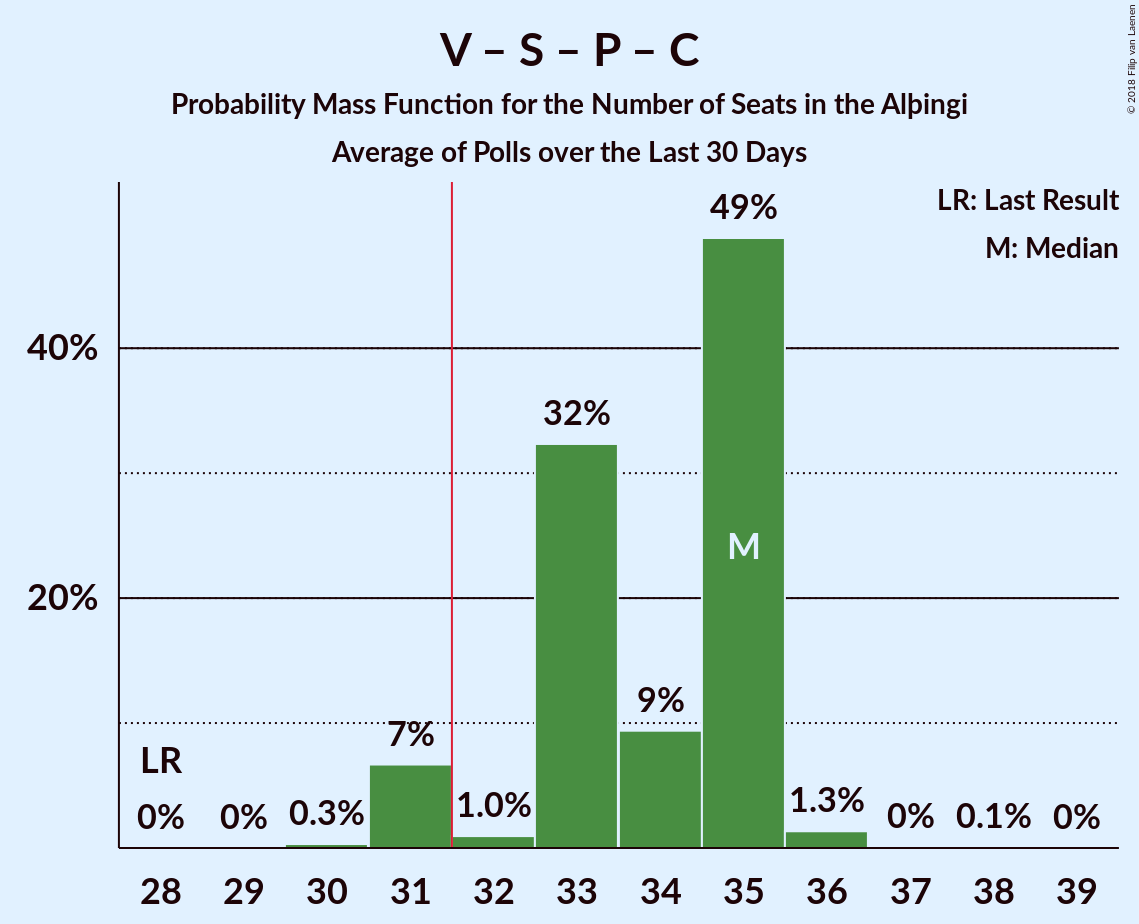 V – S – P – C
Probability Mass Function for the Number of Seats in the Alþingi
Average of Polls over the Last 30 Days
© 2018 Filip van Laenen
LR: Last Result
M: Median
49%
40%
32%
M
20%
9%
7%
LR
0%
0%
0.3%
1.0%
1.3%
0%
0.1%
0%
28 29 30 31 32 33 34 35 36 37 38 39